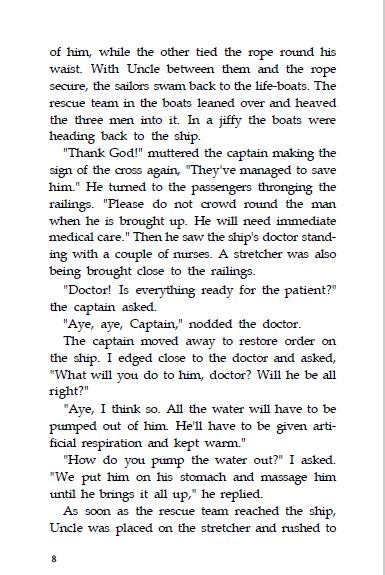 of him, while the other tied the rope round his
waist. With Uncle between them and the rope
secure, the sailors swam back to the life-boats. The
rescue team in the boats leaned over and heaved
the three men into it. In a jiffy the boats were
heading back to the ship.
"Thank God!" muttered the captain making the
sign of the cross again, "They've managed to save
him." He turned to the passengers thronging the
railings. "Please do not crowd round the man
when he is brought up. He will need immediate
medical care." Then he saw the ship's doctor stand-
ing with a couple of nurses. A stretcher was also
being brought close to the railings.
"Doctor! Is everything ready for the patient?"
the captain asked.
"Aye, aye, Captain," nodded the doctor.
The captain moved away to restore order on
the ship. I edged close to the doctor and asked,
"What will you do to him, doctor? Will he be all
right?"
"Aye, I think so. All the water will have to be
pumped out of him. He'll have to be given arti-
ficial respiration and kept warm."
"How do you pump the water out?" I asked.
"We put him on his stomach and massage him
until he brings it all up," he replied.
As soon as the rescue team reached the ship,
Uncle was placed on the stretcher and rushed to
8